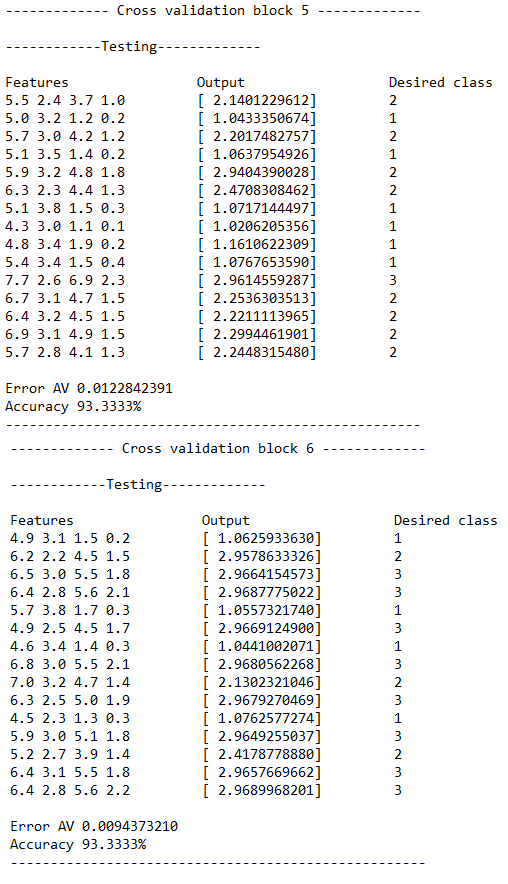 ------------- Cross validation block 5 -------------
------------Testing-------------
Features Output Desired class
5.5 2.4 3.7 1.0 [ 2.1401229612] 2
5.0 3.2 1.2 0.2 [ 1.0433350674] 1
5.7 3.0 4.2 1.2 [ 2.2017482757] 2
5.1 3.5 1.4 0.2 [ 1.0637954926] 1
5.9 3.2 4.8 1.8 [ 2.9404390028] 2
6.3 2.3 4.4 1.3 [ 2.4708308462] 2
5.1 3.8 1.5 0.3 [ 1.0717144497] 1
4.3 3.0 1.1 0.1 [ 1.0206205356] 1
4.8 3.4 1.9 0.2 [ 1.1610622309] 1
5.4 3.4 1.5 0.4 [ 1.0767653590] 1
7.7 2.6 6.9 2.3 [ 2.9614559287] 3
6.7 3.1 4.7 1.5 [ 2.2536303513] 2
6.4 3.2 4.5 1.5 [ 2.2211113965] 2
6.9 3.1 4.9 1.5 [ 2.2994461901] 2
5.7 2.8 4.1 1.3 [ 2.2448315480] 2
Error AV 0.0122842391
Accuracy 93.3333%
----------------------------------------------------
------------- Cross validation block 6 -------------
------------Testing-------------
Features Output Desired class
4.9 3.1 1.5 0.2 [ 1.0625933630] 1
6.2 2.2 4.5 1.5 [ 2.9578633326] 2
6.5 3.0 5.5 1.8 [ 2.9664154573] 3
6.4 2.8 5.6 2.1 [ 2.9687775022] 3
5.7 3.8 1.7 0.3 [ 1.0557321740] 1
4.9 2.5 4.5 1.7 [ 2.9669124900] 3
4.6 3.4 1.4 0.3 [ 1.0441002071] 1
6.8 3.0 5.5 2.1 [ 2.9680562268] 3
7.0 3.2 4.7 1.4 [ 2.1302321046] 2
6.3 2.5 5.0 1.9 [ 2.9679270469] 3
4.5 2.3 1.3 0.3 [ 1.0762577274] 1
5.9 3.0 5.1 1.8 [ 2.9649255037] 3
5.2 2.7 3.9 1.4 [ 2.4178778880] 2
6.4 3.1 5.5 1.8 [ 2.9657669662] 3
6.4 2.8 5.6 2.2 [ 2.9689968201] 3
Error AV 0.0094373210
Accuracy 93.3333%
----------------------------------------------------